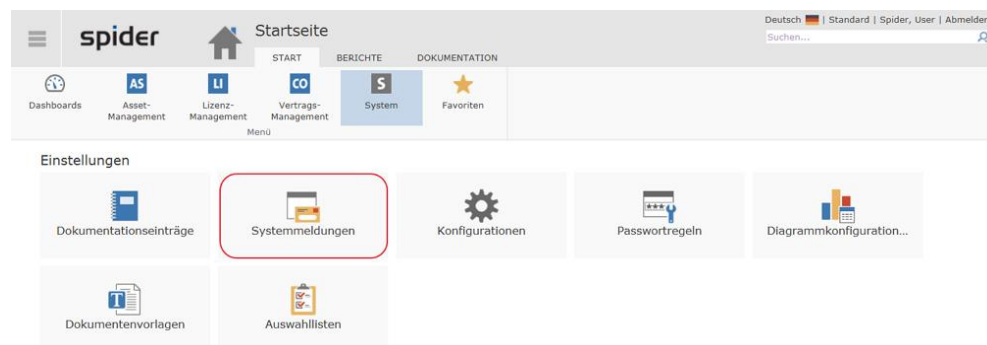 Deutsch | Standard | Spider, User | Abmelden
spider
Startseite
Suchen...
START BERICHTE DOKUMENTATION
AS LI CO S
Dashboards Asset- Lizenz- Vertrags- System Favoriten
Management Management Management
Menü
Einstellungen
Dokumentationseinträge Systemmeldungen Konfigurationen Passwortregeln Diagrammkonfiguration...
Dokumentenvorlagen Auswahllisten